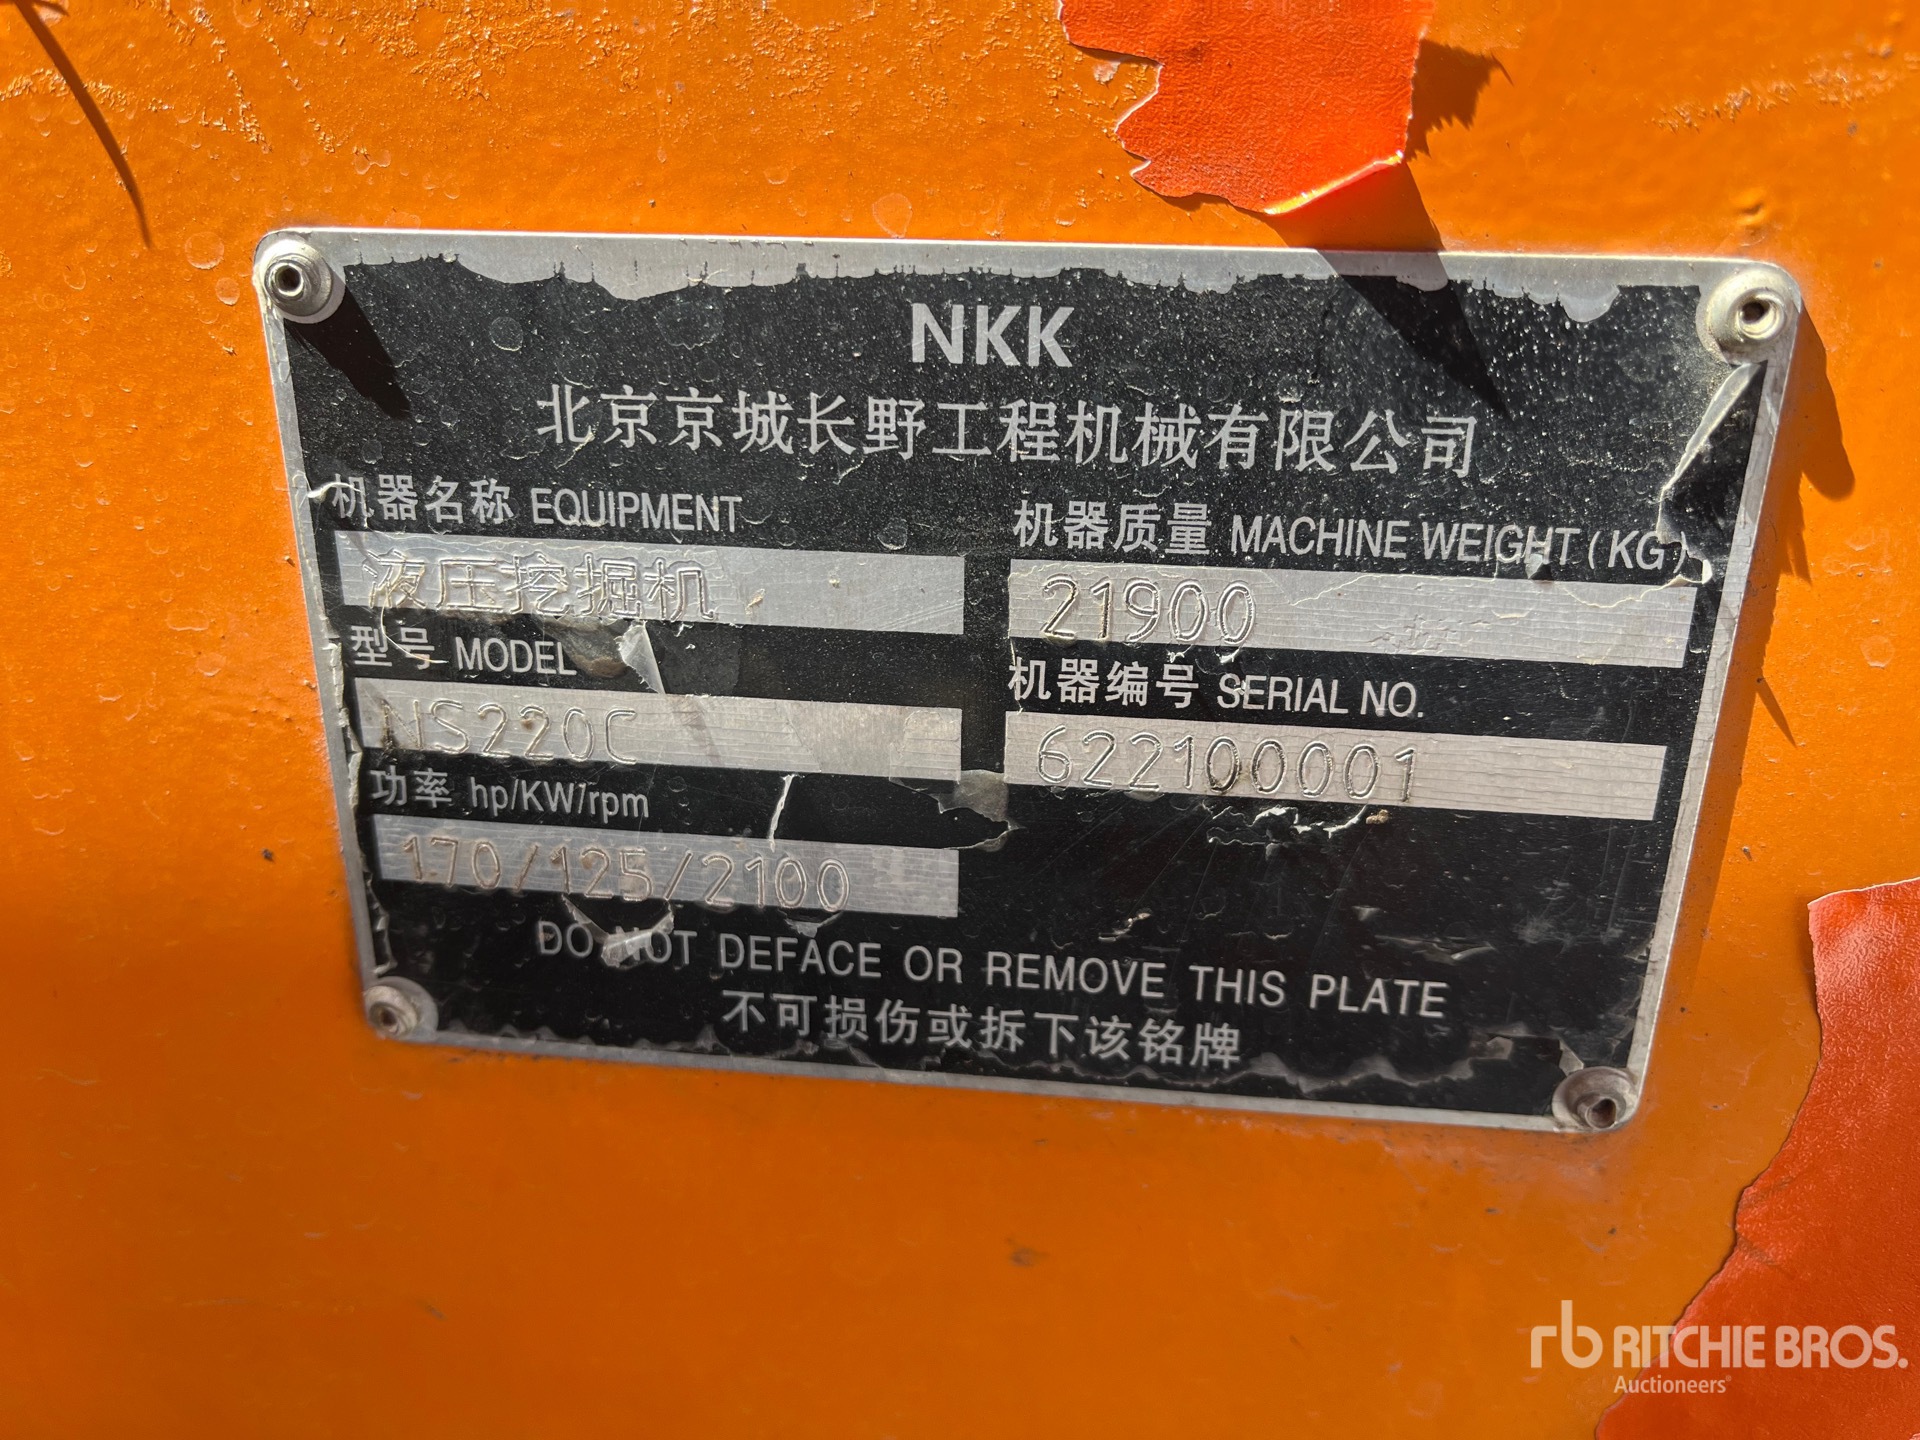 NKK
北京京城长野工程机械有限公司
机器名称 EQUIPMENT
液压挖掘机
型号 MODEL
NS220C
功率 hp/KW/rpm
170/125/2100
机器质量 MACHINE WEIGHT (KG)
21900
机器编号 SERIAL NO.
622100001
DO NOT DEFACE OR REMOVE THIS PLATE
不可损伤或拆下该铭牌
rb RITCHIE BROS.
Auctioneers